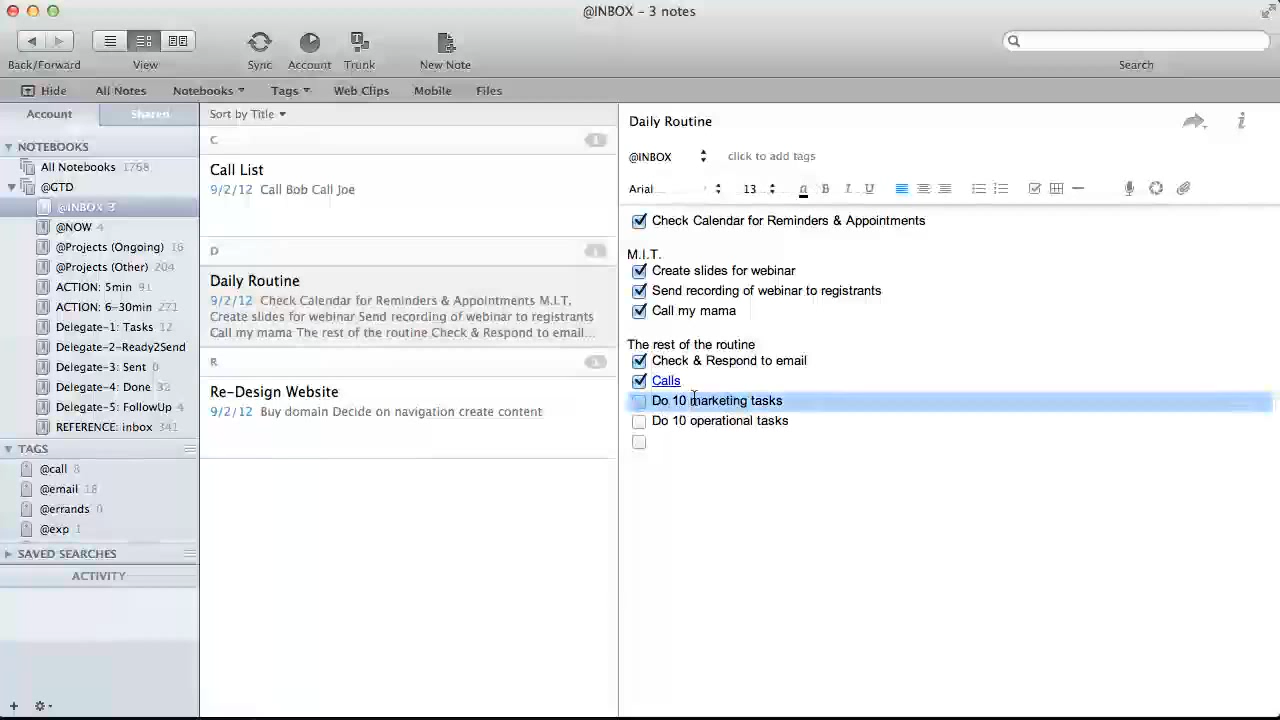 @INBOX – 3 notes
Back/Forward
View
Sync
Account
Trunk
New Note
Search
Hide
All Notes
Notebooks
Tags
Web Clips
Mobile
Files
Account
Shared
NOTEBOOKS
All Notebooks 1768
@GTD
@INBOX 3
@NOW 4
@Projects (Ongoing) 16
@Projects (Other) 204
ACTION: 5min 91
ACTION: 6–30min 271
Delegate–1: Tasks 12
Delegate–2–Ready2Send
Delegate–3: Sent 0
Delegate–4: Done 32
Delegate–5: FollowUp 4
REFERENCE: inbox 341
TAGS
@call 8
@email 18
@errands 0
@exp 1
SAVED SEARCHES
ACTIVITY
Sort by Title
C 1
Call List
9/2/12 Call Bob Call Joe
D 1
Daily Routine
9/2/12 Check Calendar for Reminders & Appointments M.I.T.
Create slides for webinar Send recording of webinar to registrants
Call my mama The rest of the routine Check & Respond to email...
R 1
Re-Design Website
9/2/12 Buy domain Decide on navigation create content
Daily Routine
@INBOX
click to add tags
Arial
13
a B I U
Check Calendar for Reminders & Appointments
M.I.T.
Create slides for webinar
Send recording of webinar to registrants
Call my mama
The rest of the routine
Check & Respond to email
Calls
Do 10 marketing tasks
Do 10 operational tasks